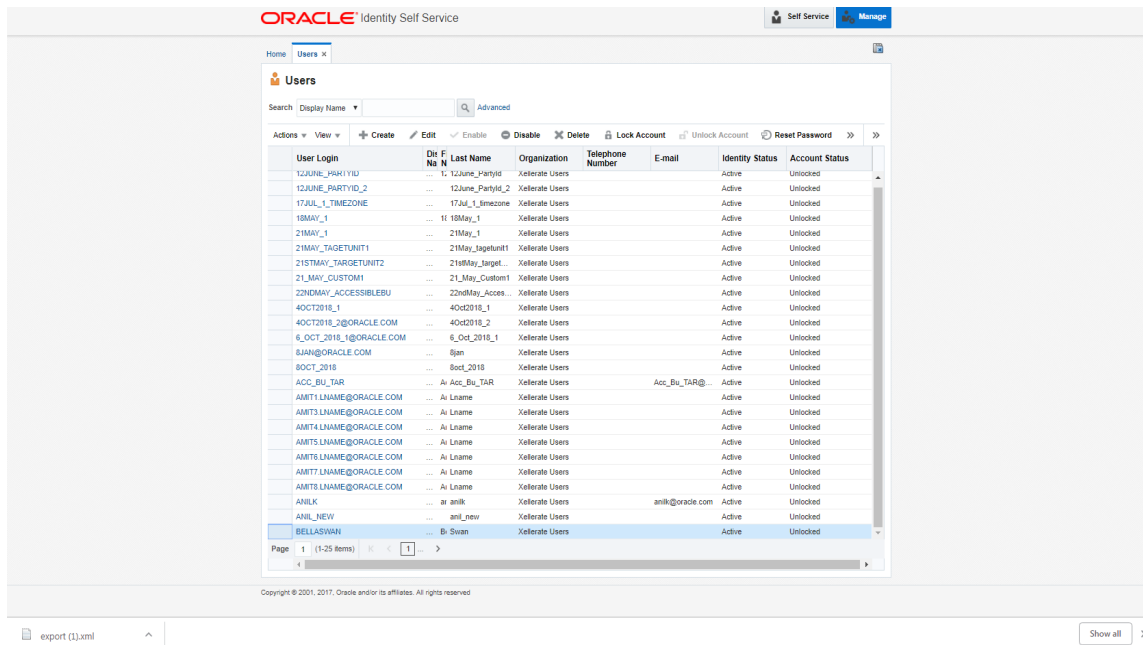 ORACLE Identity Self Service Self Service Manage
Home Users ×
Users
Search Display Name Advanced
Actions View Create Edit Enable Disable Delete Lock Account Unlock Account Reset Password » »
User Login Dis Na F N Last Name Organization Telephone Number E-mail Identity Status Account Status
12JUNE_PARTYID ... 12 12June_PartyId Xellerate Users Active Unlocked
12JUNE_PARTYID_2 ... 12June_PartyId_2 Xellerate Users Active Unlocked
17JUL_1_TIMEZONE ... 17Jul_1_timezone Xellerate Users Active Unlocked
18MAY_1 ... 18 18May_1 Xellerate Users Active Unlocked
21MAY_1 ... 21May_1 Xellerate Users Active Unlocked
21MAY_TAGETUNIT1 ... 21May_tagetunit1 Xellerate Users Active Unlocked
21STMAY_TARGETUNIT2 ... 21stMay_target... Xellerate Users Active Unlocked
21_MAY_CUSTOM1 ... 21_May_Custom1 Xellerate Users Active Unlocked
22NDMAY_ACCESSIBLEBU ... 22ndMay_Acces... Xellerate Users Active Unlocked
4OCT2018_1 ... 4Oct2018_1 Xellerate Users Active Unlocked
4OCT2018_2@ORACLE.COM ... 4Oct2018_2 Xellerate Users Active Unlocked
6_OCT_2018_1@ORACLE.COM ... 6_Oct_2018_1 Xellerate Users Active Unlocked
8JAN@ORACLE.COM ... 8jan Xellerate Users Active Unlocked
8OCT_2018 ... 8oct_2018 Xellerate Users Active Unlocked
ACC_BU_TAR ... Acc_Bu_TAR Xellerate Users Acc_Bu_TAR@... Active Unlocked
AMIT1.LNAME@ORACLE.COM ... Lname Xellerate Users Active Unlocked
AMIT3.LNAME@ORACLE.COM ... Lname Xellerate Users Active Unlocked
AMIT4.LNAME@ORACLE.COM ... Lname Xellerate Users Active Unlocked
AMIT5.LNAME@ORACLE.COM ... Lname Xellerate Users Active Unlocked
AMIT6.LNAME@ORACLE.COM ... Lname Xellerate Users Active Unlocked
AMIT7.LNAME@ORACLE.COM ... Lname Xellerate Users Active Unlocked
AMIT8.LNAME@ORACLE.COM ... Lname Xellerate Users Active Unlocked
ANILK ... anilk Xellerate Users anilk@oracle.com Active Unlocked
ANIL_NEW ... anil_new Xellerate Users Active Unlocked
BELLASWAN ... Swan Xellerate Users Active Unlocked
Page 1 (1-25 items) 1 ...
Copyright © 2001, 2017, Oracle and/or its affiliates. All rights reserved
export (1).xml Show all